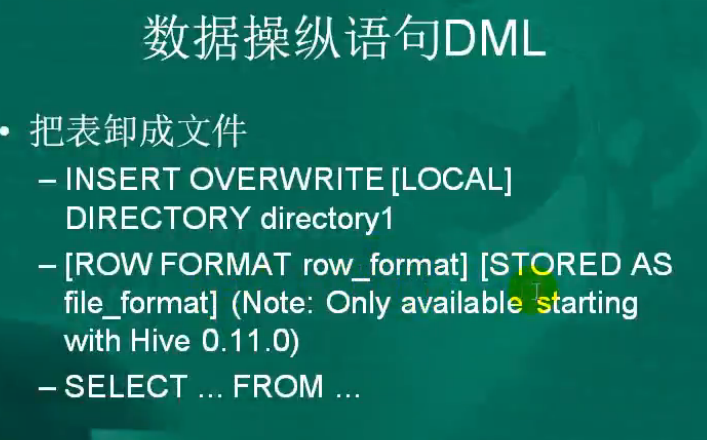 数据操纵语句DML
• 把表卸成文件
– INSERT OVERWRITE [LOCAL]
DIRECTORY directory1
– [ROW FORMAT row_format] [STORED AS
file_format] (Note: Only available starting
with Hive 0.11.0)
– SELECT ... FROM ...